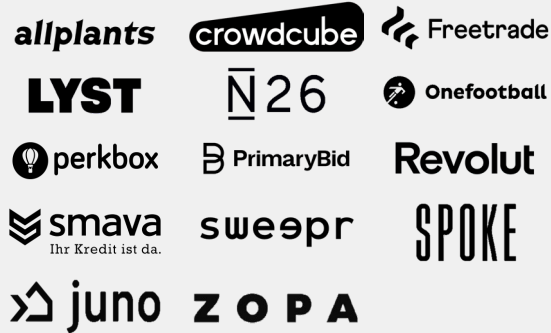 allplants
crowdcube
Freetrade
LYST
N26
Onefootball
perkbox
PrimaryBid
Revolut
smava
Ihr Kredit ist da.
sweepr
SPOKE
juno
ZOPA